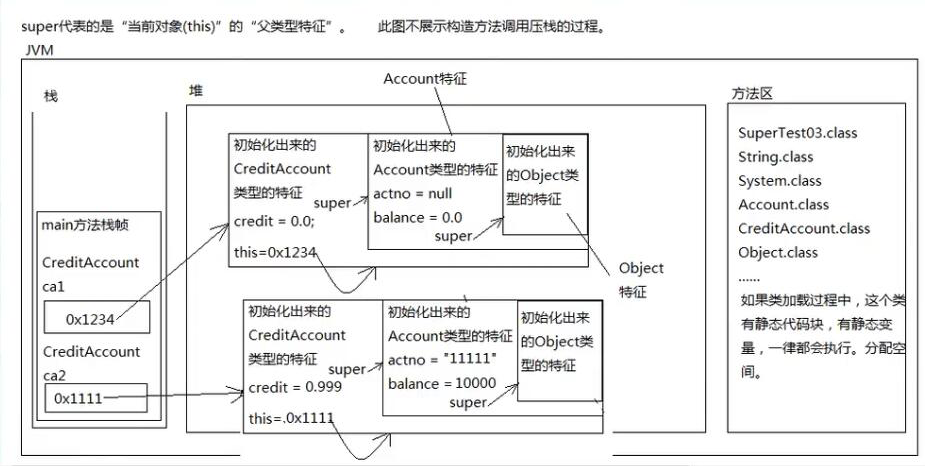 super代表的是“当前对象(this)”的“父类型特征”。 此图不展示构造方法调用压栈的过程。
JVM
栈
main方法栈帧
CreditAccount
ca1
0x1234
CreditAccount
ca2
0x1111
堆
Account特征
初始化出来的
CreditAccount
类型的特征
credit = 0.0;
this=0x1234
super
初始化出来的
Account类型的特征
actno = null
balance = 0.0
super
初始化出来
的Object类
型的特征
Object
特征
初始化出来的
CreditAccount
类型的特征
credit = 0.999
this=.0x1111
super
初始化出来的
Account类型的特征
actno = "11111"
balance = 10000
super
初始化出来
的Object类
型的特征
方法区
SuperTest03.class
String.class
System.class
Account.class
CreditAccount.class
Object.class
......
如果类加载过程中，这个类
有静态代码块，有静态变
量，一律都会执行。分配空
间。